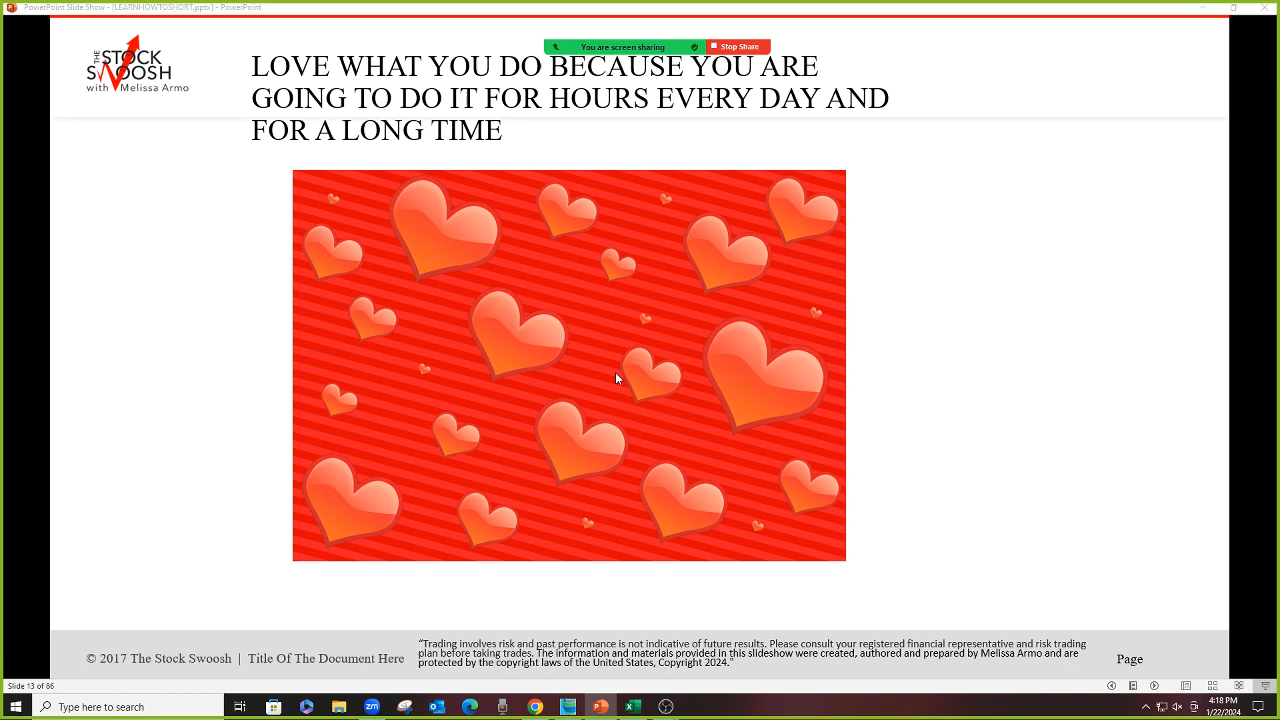 PowerPoint Slide Show - [LEARNHOWTOSHORT.pptx] - PowerPoint
You are screen sharing
Stop Share
THE
STOCK
SWOOSH
with Melissa Armo
LOVE WHAT YOU DO BECAUSE YOU ARE
GOING TO DO IT FOR HOURS EVERY DAY AND
FOR A LONG TIME
© 2017 The Stock Swoosh | Title Of The Document Here
“Trading involves risk and past performance is not indicative of future results. Please consult your registered financial representative and risk trading
plan before taking trades. The information and materials provided in this slideshow were created, authored and prepared by Melissa Armo and are
protected by the copyright laws of the United States, Copyright 2024."
Page
Slide 13 of 86
Type here to search
4:18 PM
1/22/2024